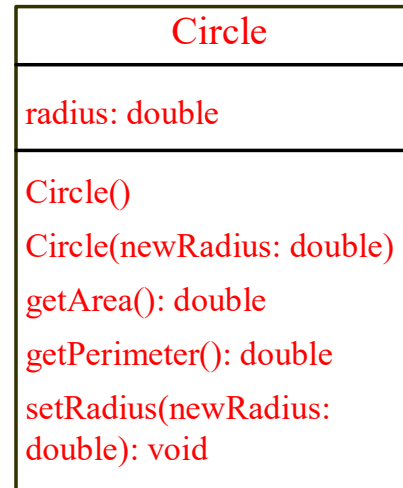 Circle
radius: double
Circle()
Circle(newRadius: double)
getArea(): double
getPerimeter(): double
setRadius(newRadius:
double): void